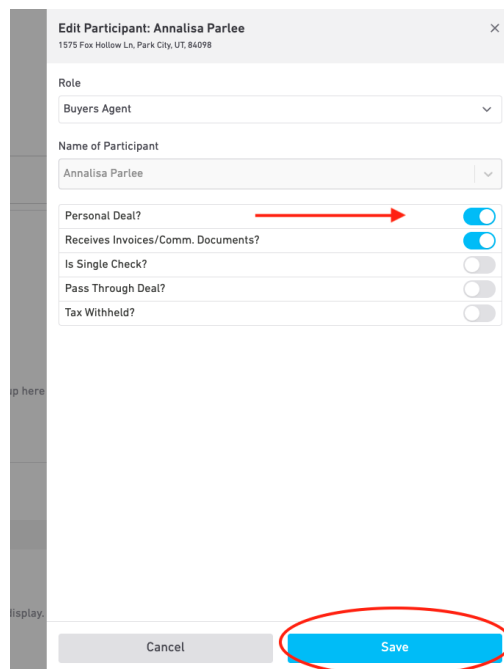 Edit Participant: Annalisa Parlee
1575 Fox Hollow Ln, Park City, UT, 84098
Role
Buyers Agent
Name of Participant
Annalisa Parlee
Personal Deal?
Receives Invoices/Comm. Documents?
Is Single Check?
Pass Through Deal?
Tax Withheld?
up here
display.
Cancel
Save